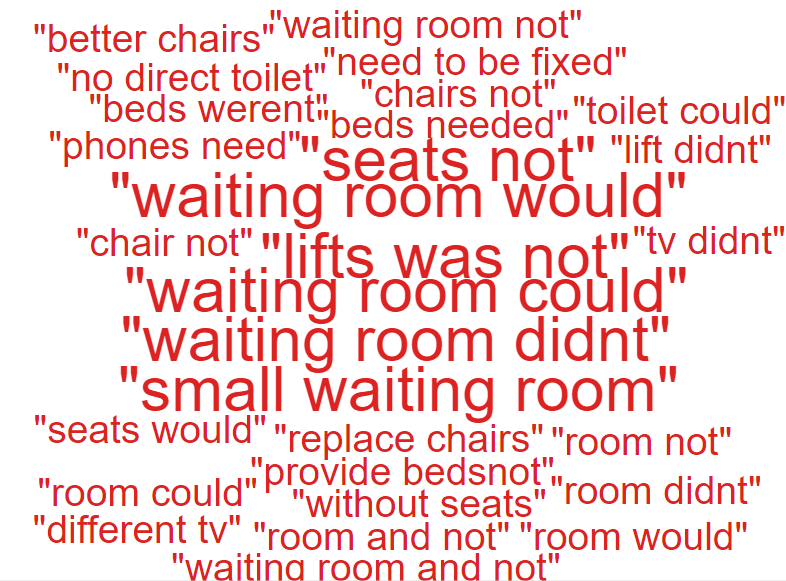 "better chairs" "waiting room not"
"no direct toilet" "need to be fixed"
"beds werent" "chairs not" "toilet could"
"phones need" "beds needed" "lift didnt"
"seats not"
"waiting room would"
"chair not" "lifts was not" "tv didnt"
"waiting room could"
"waiting room didnt"
"small waiting room"
"seats would" "replace chairs" "room not"
"provide bedsnot"
"room could" "without seats" "room didnt"
"different tv" "room and not" "room would"
"waiting room and not"